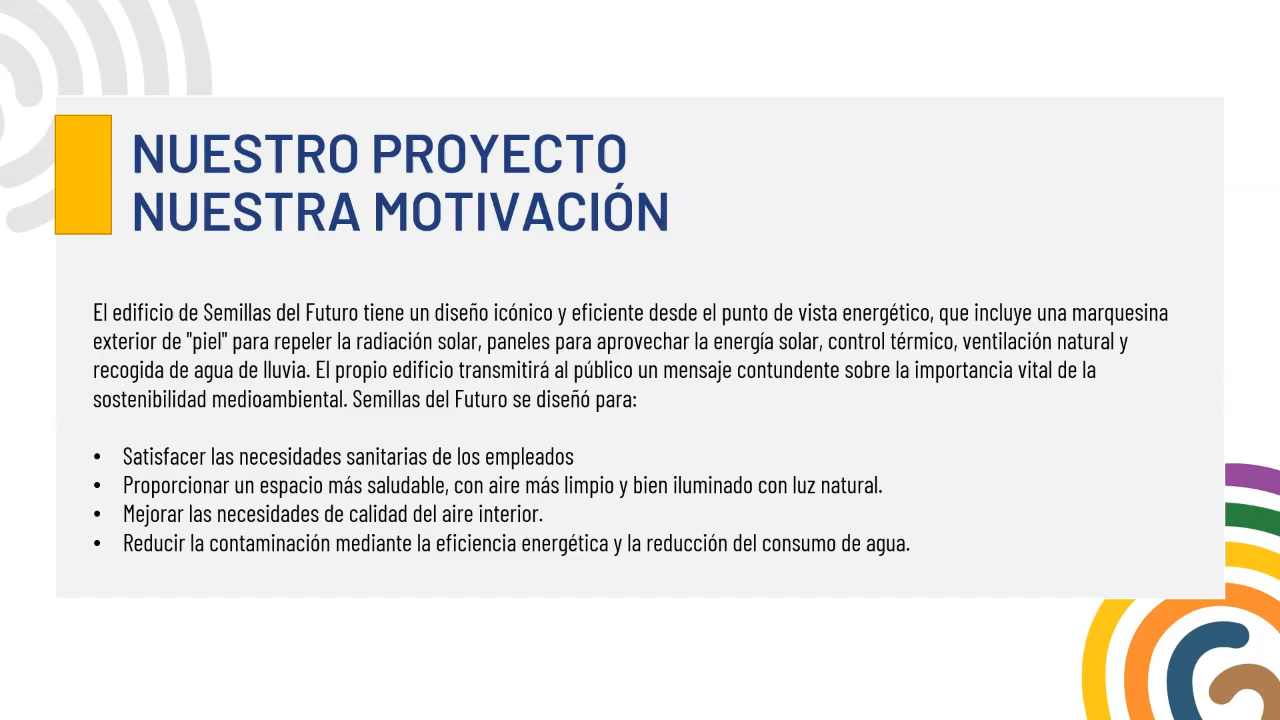 NUESTRO PROYECTO
NUESTRA MOTIVACIÓN
El edificio de Semillas del Futuro tiene un diseño icónico y eficiente desde el punto de vista energético, que incluye una marquesina
exterior de "piel" para repeler la radiación solar, paneles para aprovechar la energía solar, control térmico, ventilación natural y
recogida de agua de lluvia. El propio edificio transmitirá al público un mensaje contundente sobre la importancia vital de la
sostenibilidad medioambiental. Semillas del Futuro se diseñó para:
• Satisfacer las necesidades sanitarias de los empleados
• Proporcionar un espacio más saludable, con aire más limpio y bien iluminado con luz natural.
• Mejorar las necesidades de calidad del aire interior.
• Reducir la contaminación mediante la eficiencia energética y la reducción del consumo de agua.